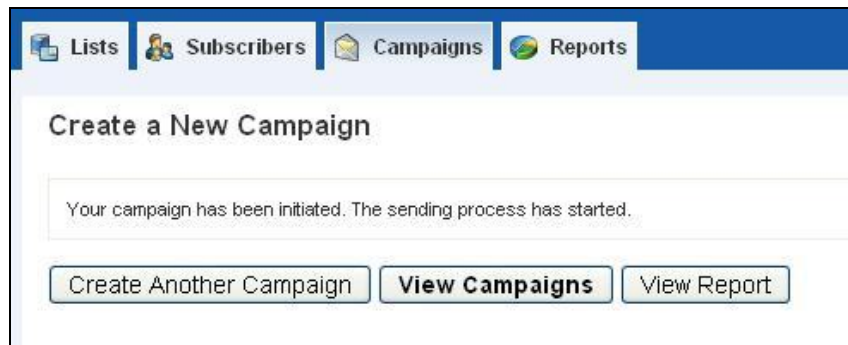 Lists Subscribers Campaigns Reports
Create a New Campaign
Your campaign has been initiated. The sending process has started.
Create Another Campaign View Campaigns View Report